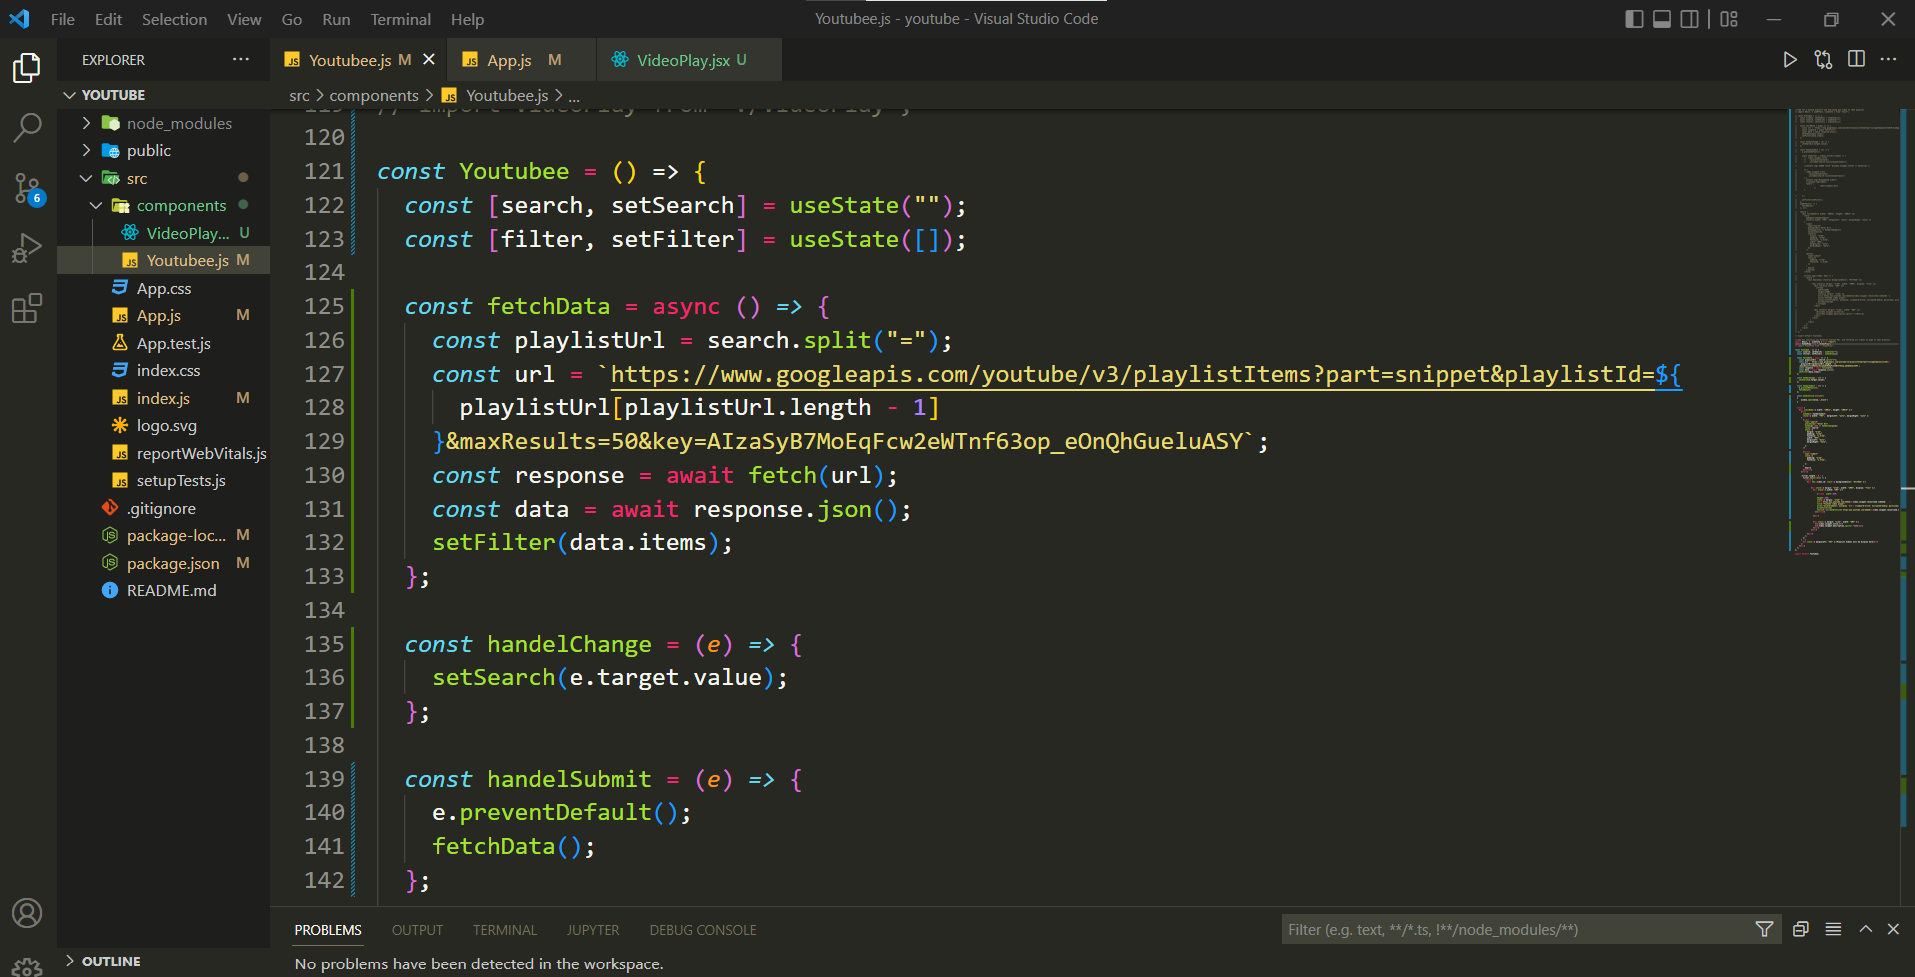 File Edit Selection View Go Run Terminal Help
Youtubee.js - youtube - Visual Studio Code
EXPLORER
Youtubee.js M
App.js M
VideoPlay.jsx U
YOUTUBE
src > components > JS Youtubee.js > ...
node_modules
public
src
components
VideoPlay... U
Youtubee.js M
App.css
App.js M
App.test.js
index.css
index.js M
logo.svg
reportWebVitals.js
setupTests.js
.gitignore
package-loc... M
package.json M
README.md
OUTLINE
6
120
121 const Youtubee = () => {
122 const [search, setSearch] = useState("");
123 const [filter, setFilter] = useState([]);
124
125 const fetchData = async () => {
126 const playlistUrl = search.split("=");
127 const url = `https://www.googleapis.com/youtube/v3/playlistItems?part=snippet&playlistId=${
128 playlistUrl[playlistUrl.length - 1]
129 }&maxResults=50&key=AIzaSyB7MoEqFcw2eWTnf63op_eOnQhGueluASY`;
130 const response = await fetch(url);
131 const data = await response.json();
132 setFilter(data.items);
133 };
134
135 const handelChange = (e) => {
136 setSearch(e.target.value);
137 };
138
139 const handelSubmit = (e) => {
140 e.preventDefault();
141 fetchData();
142 };
PROBLEMS OUTPUT TERMINAL JUPYTER DEBUG CONSOLE
Filter (e.g. text, **/*.ts, !**/node_modules/**)
No problems have been detected in the workspace.